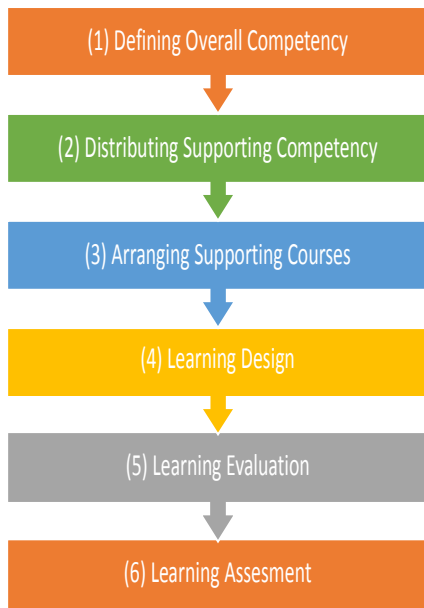 (1) Defining Overall Competency
(2) Distributing Supporting Competency
(3) Arranging Supporting Courses
(4) Learning Design
(5) Learning Evaluation
(6) Learning Assesment